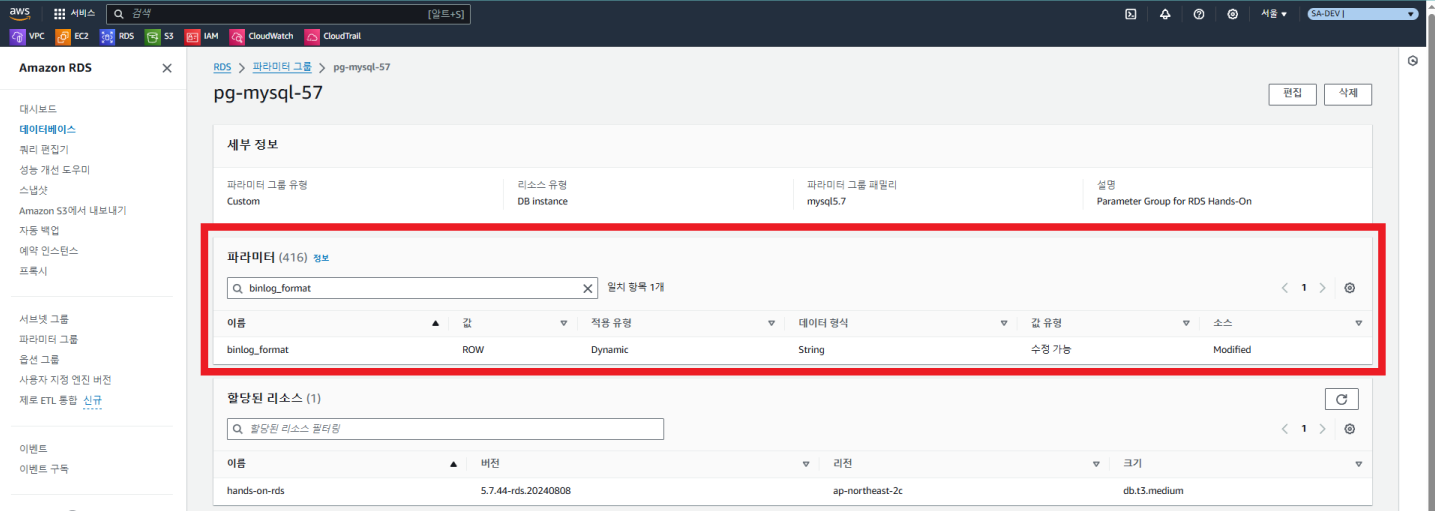 aws 서비스 검색 [알트+S] 서울 SA-DEV |
VPC EC2 RDS S3 IAM CloudWatch CloudTrail
Amazon RDS
대시보드
데이터베이스
쿼리 편집기
성능 개선 도우미
스냅샷
Amazon S3에서 내보내기
자동 백업
예약 인스턴스
프록시
서브넷 그룹
파라미터 그룹
옵션 그룹
사용자 지정 엔진 버전
제로 ETL 통합 신규
이벤트
이벤트 구독
RDS > 파라미터 그룹 > pg-mysql-57
pg-mysql-57 편집 삭제
세부 정보
파라미터 그룹 유형 리소스 유형 파라미터 그룹 패밀리 설명
Custom DB instance mysql5.7 Parameter Group for RDS Hands-On
파라미터 (416) 정보
binlog_format 일치 항목 1개 1
이름 값 적용 유형 데이터 형식 값 유형 소스
binlog_format ROW Dynamic String 수정 가능 Modified
할당된 리소스 (1)
할당된 리소스 필터링 1
이름 버전 리전 크기
hands-on-rds 5.7.44-rds.20240808 ap-northeast-2c db.t3.medium